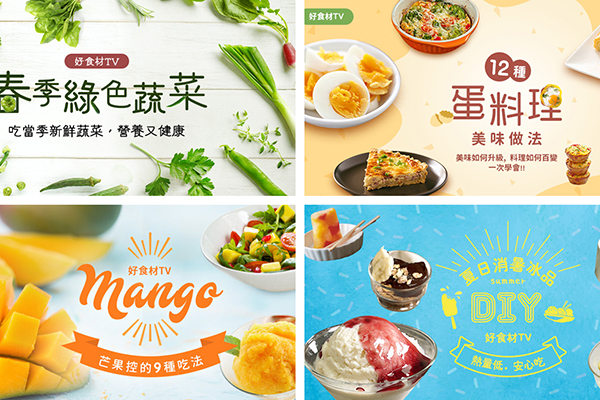 好食材TV
春季綠色蔬菜
吃當季新鮮蔬菜，營養又健康
好食材TV
12種
蛋料理
美味做法
美味如何升級，料理如何百變
一次學會!!
好食材TV
Mango
芒果控的9種吃法
夏日消暑冰品
Summer
DIY
好食材TV
熱量低．安心吃